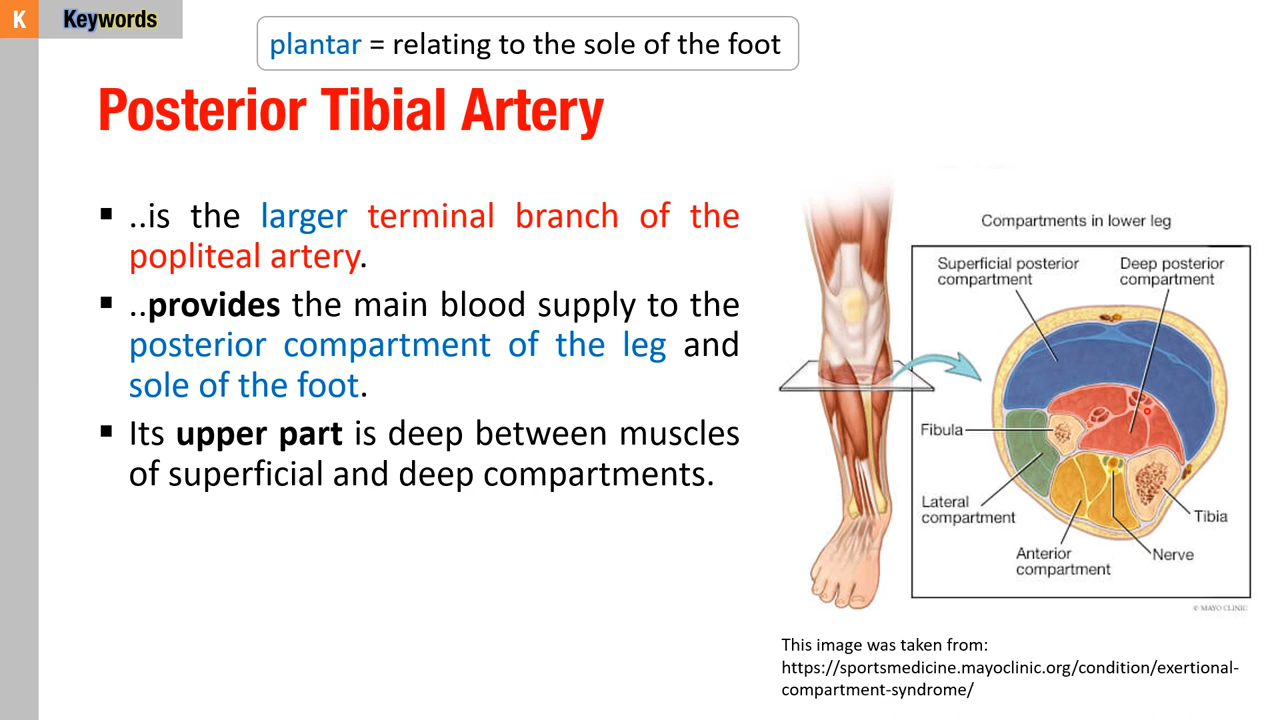 K
Keywords
plantar = relating to the sole of the foot
Posterior Tibial Artery
▪ ..is the larger terminal branch of the
popliteal artery.
▪ ..provides the main blood supply to the
posterior compartment of the leg and
sole of the foot.
▪ Its upper part is deep between muscles
of superficial and deep compartments.
Compartments in lower leg
Superficial posterior
compartment
Deep posterior
compartment
Fibula
Lateral
compartment
Anterior
compartment
Nerve
Tibia
© MAYO CLINIC
This image was taken from:
https://sportsmedicine.mayoclinic.org/condition/exertional-
compartment-syndrome/